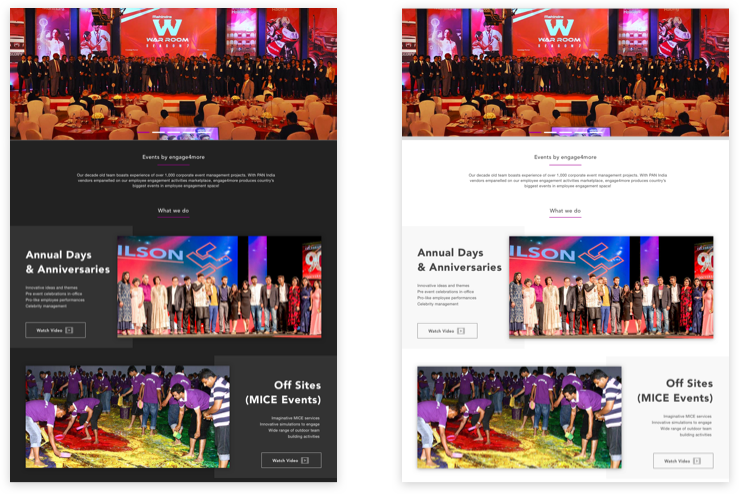 Mahindra
W
WAR ROOM
SEASON 7
Events by engage4more
Our decade old team boasts experience of over 1,000 corporate event management projects. With PAN India
vendors empanelled on our employee engagement activities marketplace, engage4more produces country's
biggest events in employee engagement space!
What we do
Annual Days
& Anniversaries
Innovative ideas and themes
Pre event celebrations in office
Pro-like employee performances
Celebrity management
Watch Video
ILSON
Off Sites
(MICE Events)
Imaginative MICE services
Innovative simulations to engage
Wide range of outdoor team
building activities
Watch Video
Mahindra
W
WAR ROOM
Events by engage4more
Our decade old team boasts experience of over 1,000 corporate event management projects. With PAN India
vendors empanelled on our employee engagement activities marketplace, engage4more produces country's
biggest events in employee engagement space!
What we do
Annual Days
& Anniversaries
Innovative ideas and themes
Pre event celebrations in office
Pro-like employee performances
Celebrity management
Watch Video
ILSON
Off Sites
(MICE Events)
Imaginative MICE services
Innovative simulations to engage
Wide range of outdoor team
building activities
Watch Video